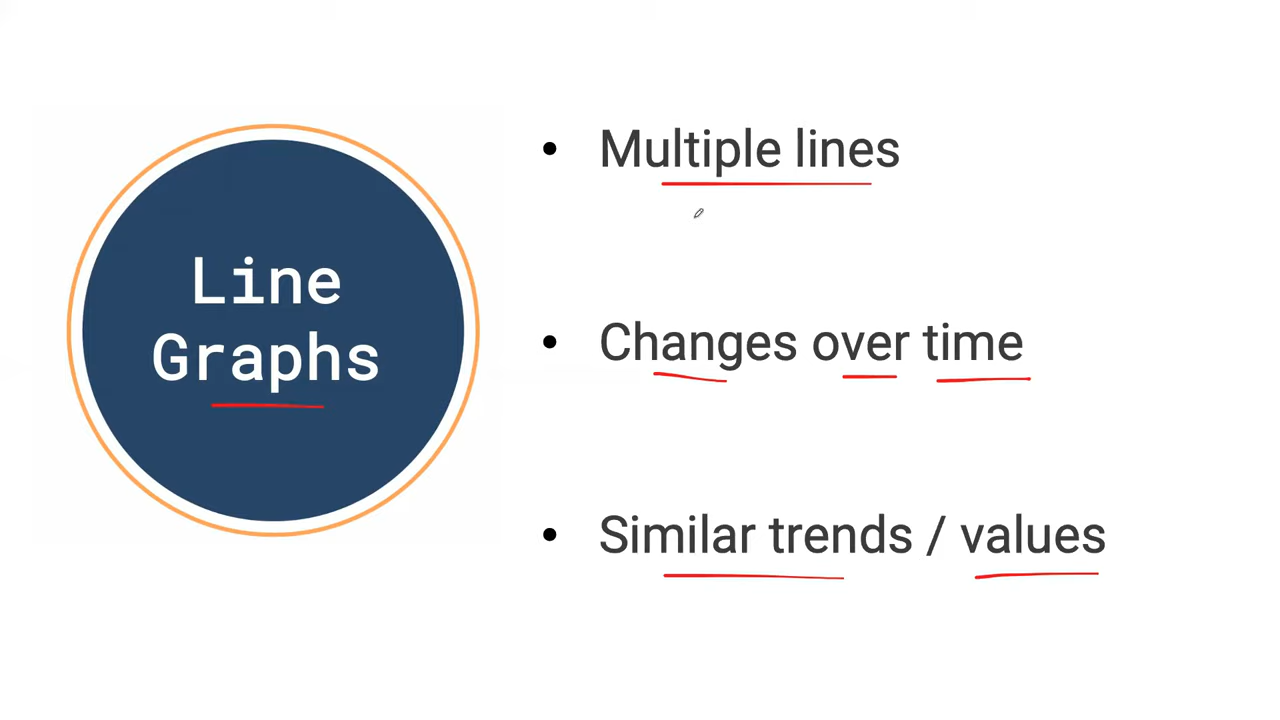 Line
Graphs
• Multiple lines
• Changes over time
• Similar trends / values